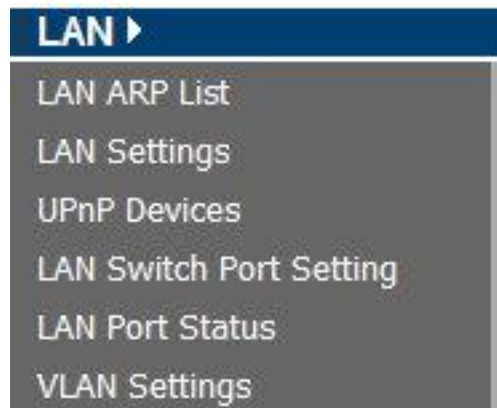 LAN
LAN ARP List
LAN Settings
UPnP Devices
LAN Switch Port Setting
LAN Port Status
VLAN Settings